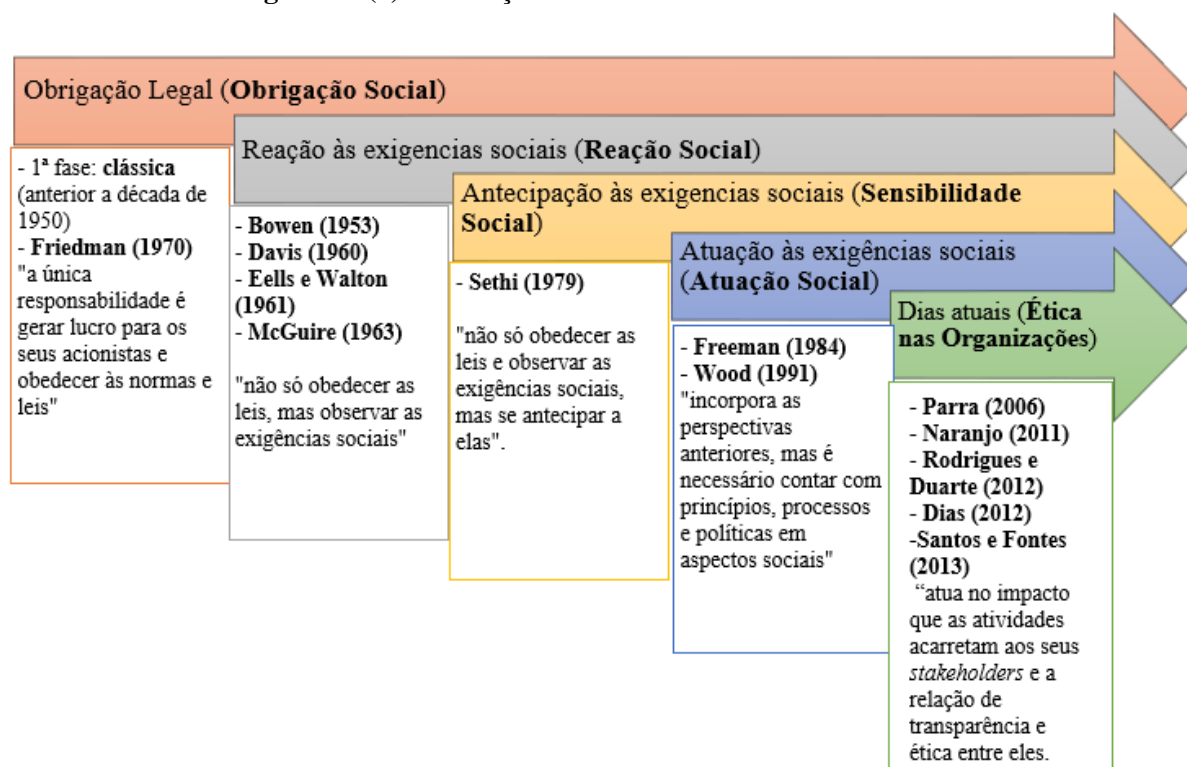 Obrigação Legal (Obrigação Social)
- 1ª fase: clássica
(anterior a década de
1950)
- Friedman (1970)
"a única
responsabilidade é
gerar lucro para os
seus acionistas e
obedecer às normas e
leis"
Reação às exigencias sociais (Reação Social)
- Bowen (1953)
- Davis (1960)
- Eells e Walton
(1961)
- McGuire (1963)
"não só obedecer as
leis, mas observar as
exigências sociais"
Antecipação às exigencias sociais (Sensibilidade
Social)
- Sethi (1979)
"não só obedecer as
leis e observar as
exigências sociais,
mas se antecipar a
elas".
Atuação às exigências sociais
(Atuação Social)
- Freeman (1984)
- Wood (1991)
"incorpora as
perspectivas
anteriores, mas é
necessário contar com
princípios, processos
e políticas em
aspectos sociais"
Dias atuais (Ética
nas Organizações)
- Parra (2006)
- Naranjo (2011)
- Rodrigues e
Duarte (2012)
- Dias (2012)
-Santos e Fontes
(2013)
“atua no impacto
que as atividades
acarretam aos seus
stakeholders e a
relação de
transparência e
ética entre eles.